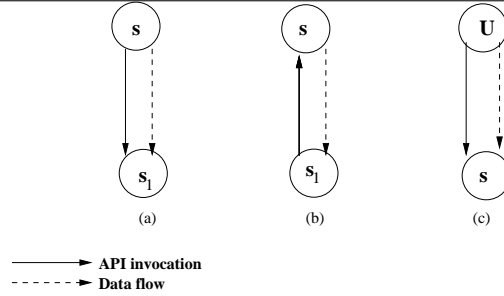 s s U
s1 s1 s
(a) (b) (c)
API invocation
Data flow